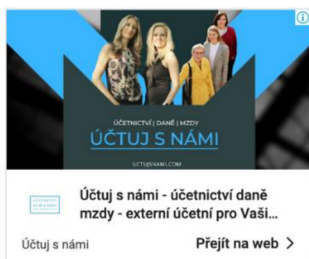 ÚČETNICTVÍ | DANĚ | MZDY
ÚČTUJ S NÁMI
UCTUJSNAMI.COM
Účtuj s námi - účetnictví daně
mzdy - externí účetní pro Vaši...
Účtuj s námi
Přejít na web >